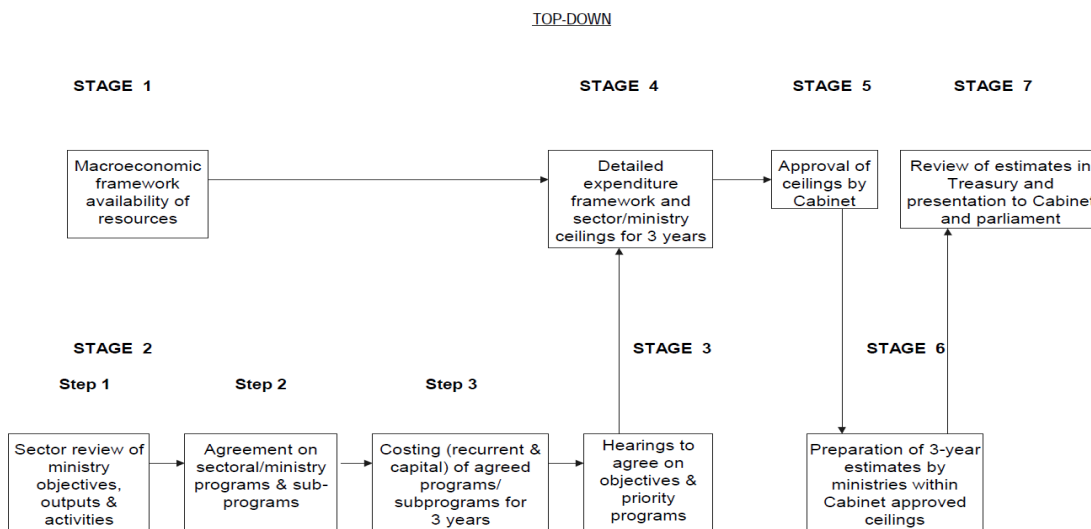 TOP-DOWN
STAGE 1
STAGE 4
STAGE 5
STAGE 7
Macroeconomic
framework
availability of
resources
Detailed
expenditure
framework and
sector/ministry
ceilings for 3 years
Approval of
ceilings by
Cabinet
Review of estimates in
Treasury and
presentation to Cabinet
and parliament
STAGE 2
STAGE 3
STAGE 6
Step 1
Step 2
Step 3
Sector review of
ministry
objectives,
outputs &
activities
Agreement on
sectoral/ministry
programs & sub-
programs
Costing (recurrent &
capital) of agreed
programs/
subprograms for
3 years
Hearings to
agree on
objectives &
priority
programs
Preparation of 3-year
estimates by
ministries within
Cabinet approved
ceilings